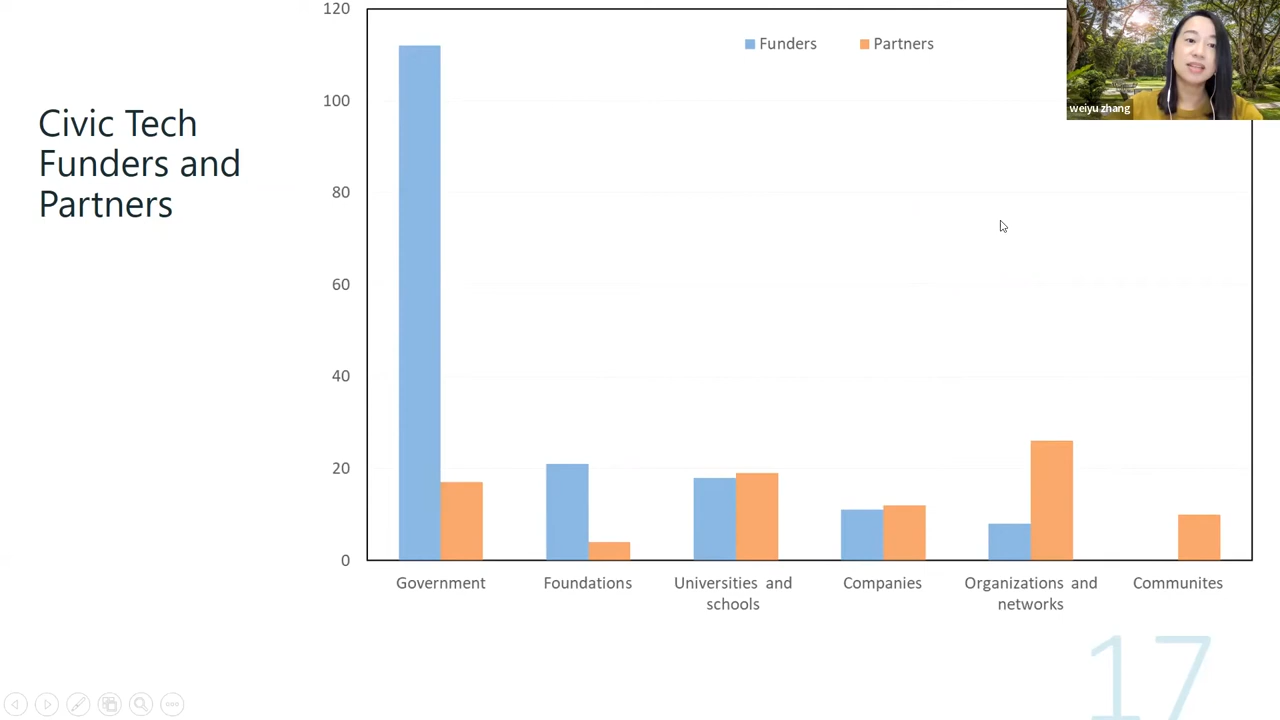 Civic Tech
Funders and
Partners
120
100
80
60
40
20
0
Funders Partners
Government
Foundations
Universities and
schools
Companies
Organizations and
networks
Communites
weiyu zhang
17